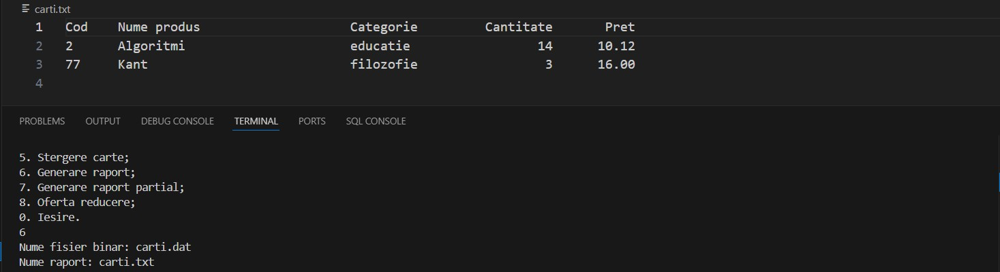 carti.txt
1 Cod Nume produs Categorie Cantitate Pret
2 2 Algoritmi educatie 14 10.12
3 77 Kant filozofie 3 16.00
4
PROBLEMS OUTPUT DEBUG CONSOLE TERMINAL PORTS SQL CONSOLE
5. Stergere carte;
6. Generare raport;
7. Generare raport partial;
8. Oferta reducere;
0. Iesire.
6
Nume fisier binar: carti.dat
Nume raport: carti.txt